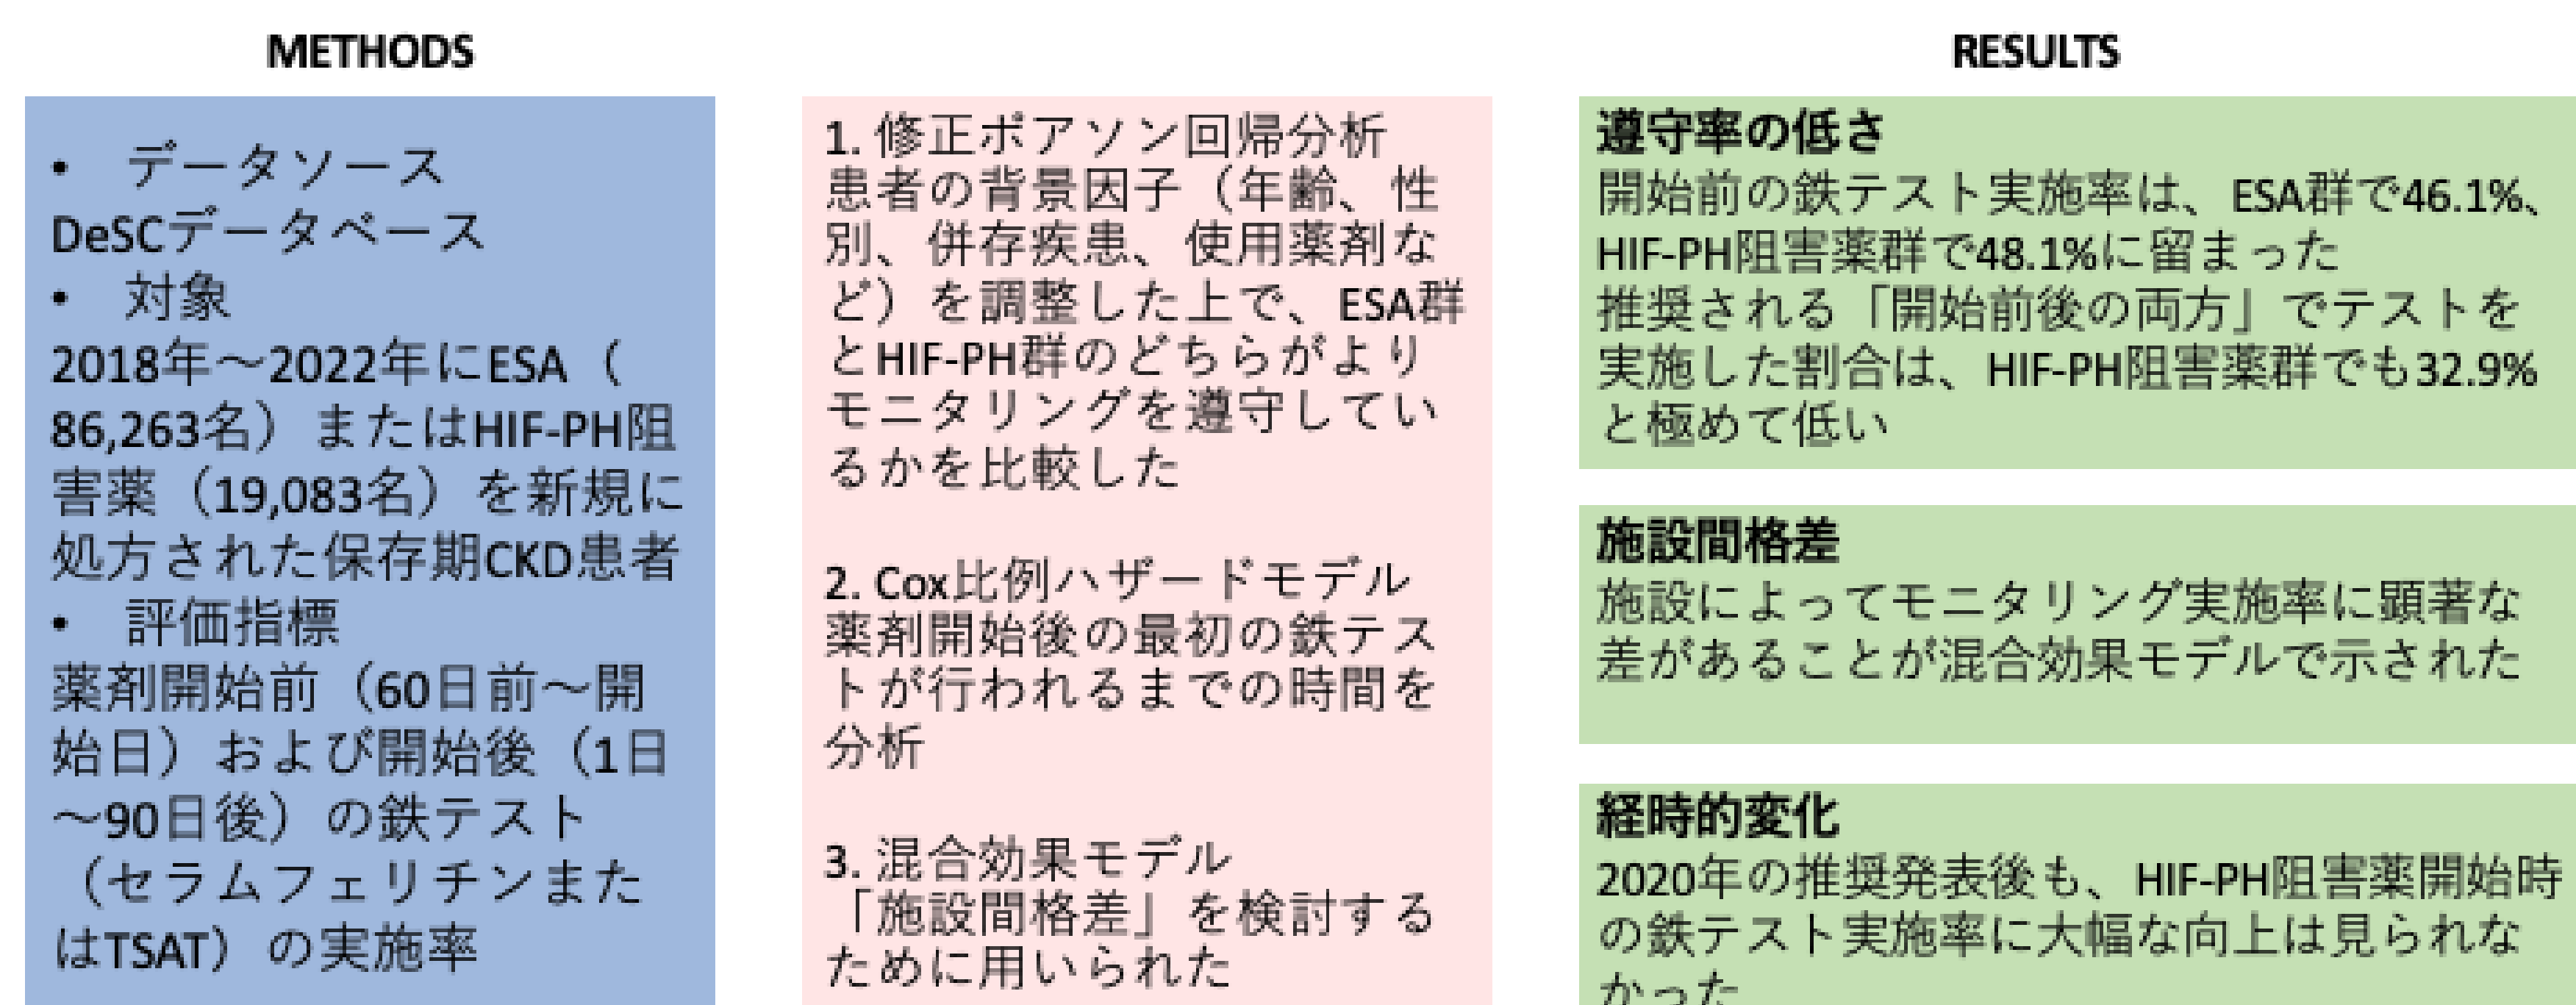 METHODS
• データソース
DeSCデータベース
• 対象
2018年～2022年にESA（
86,263名）またはHIF-PH阻
害薬（19,083名）を新規に
処方された保存期CKD患者
• 評価指標
薬剤開始前（60日前～開
始日）および開始後（1日
～90日後）の鉄テスト
（セラムフェリチンまた
はTSAT）の実施率
1. 修正ポアソン回帰分析
患者の背景因子（年齢、性
別、併存疾患、使用薬剤な
ど）を調整した上で、ESA群
とHIF-PH群のどちらがより
モニタリングを遵守してい
るかを比較した
2. Cox比例ハザードモデル
薬剤開始後の最初の鉄テス
トが行われるまでの時間を
分析
3. 混合効果モデル
「施設間格差」を検討する
ために用いられた
RESULTS
遵守率の低さ
開始前の鉄テスト実施率は、ESA群で46.1%、
HIF-PH阻害薬群で48.1%に留まった
推奨される「開始前後の両方」でテストを
実施した割合は、HIF-PH阻害薬群でも32.9%
と極めて低い
施設間格差
施設によってモニタリング実施率に顕著な
差があることが混合効果モデルで示された
経時的変化
2020年の推奨発表後も、HIF-PH阻害薬開始時
の鉄テスト実施率に大幅な向上は見られな
かった